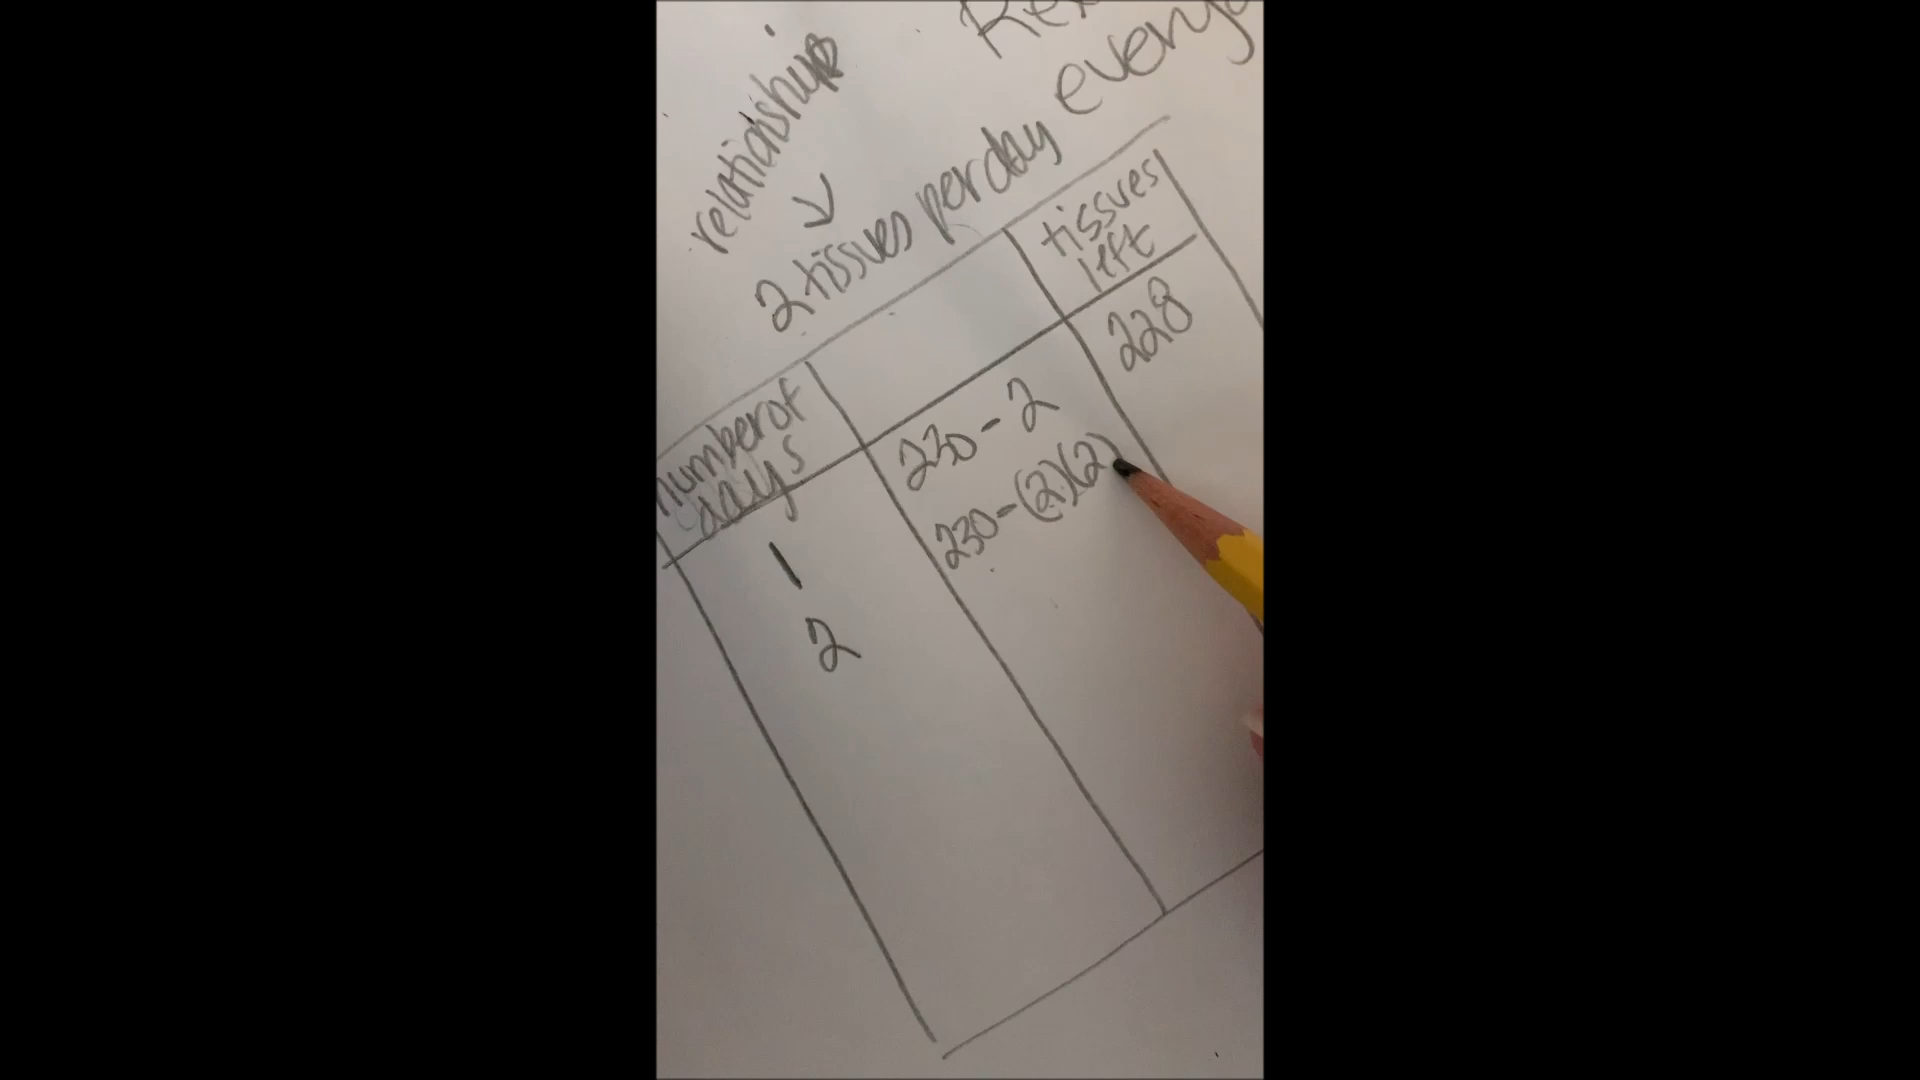 relationship
2 tissues per day
number of
days
tissues
left
1
230 - 2
228
2
230 - (2)(2)